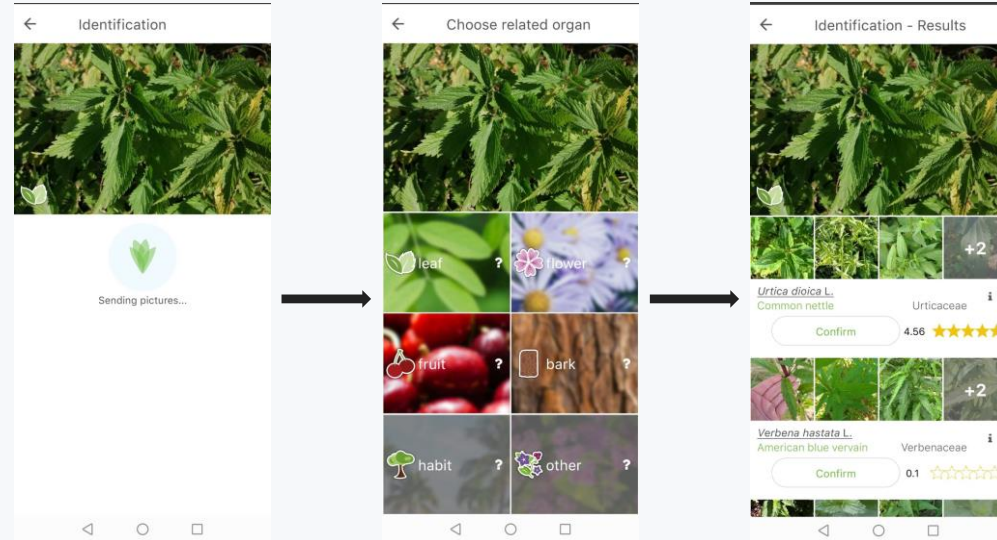 Identification
Sending pictures...
Choose related organ
leaf ?
flower ?
fruit ?
bark ?
habit ?
other ?
Identification - Results
+2
Urtica dioica L.
Common nettle Urticaceae
Confirm 4.56
+2
Verbena hastata L.
American blue vervain Verbenaceae
Confirm 0.1